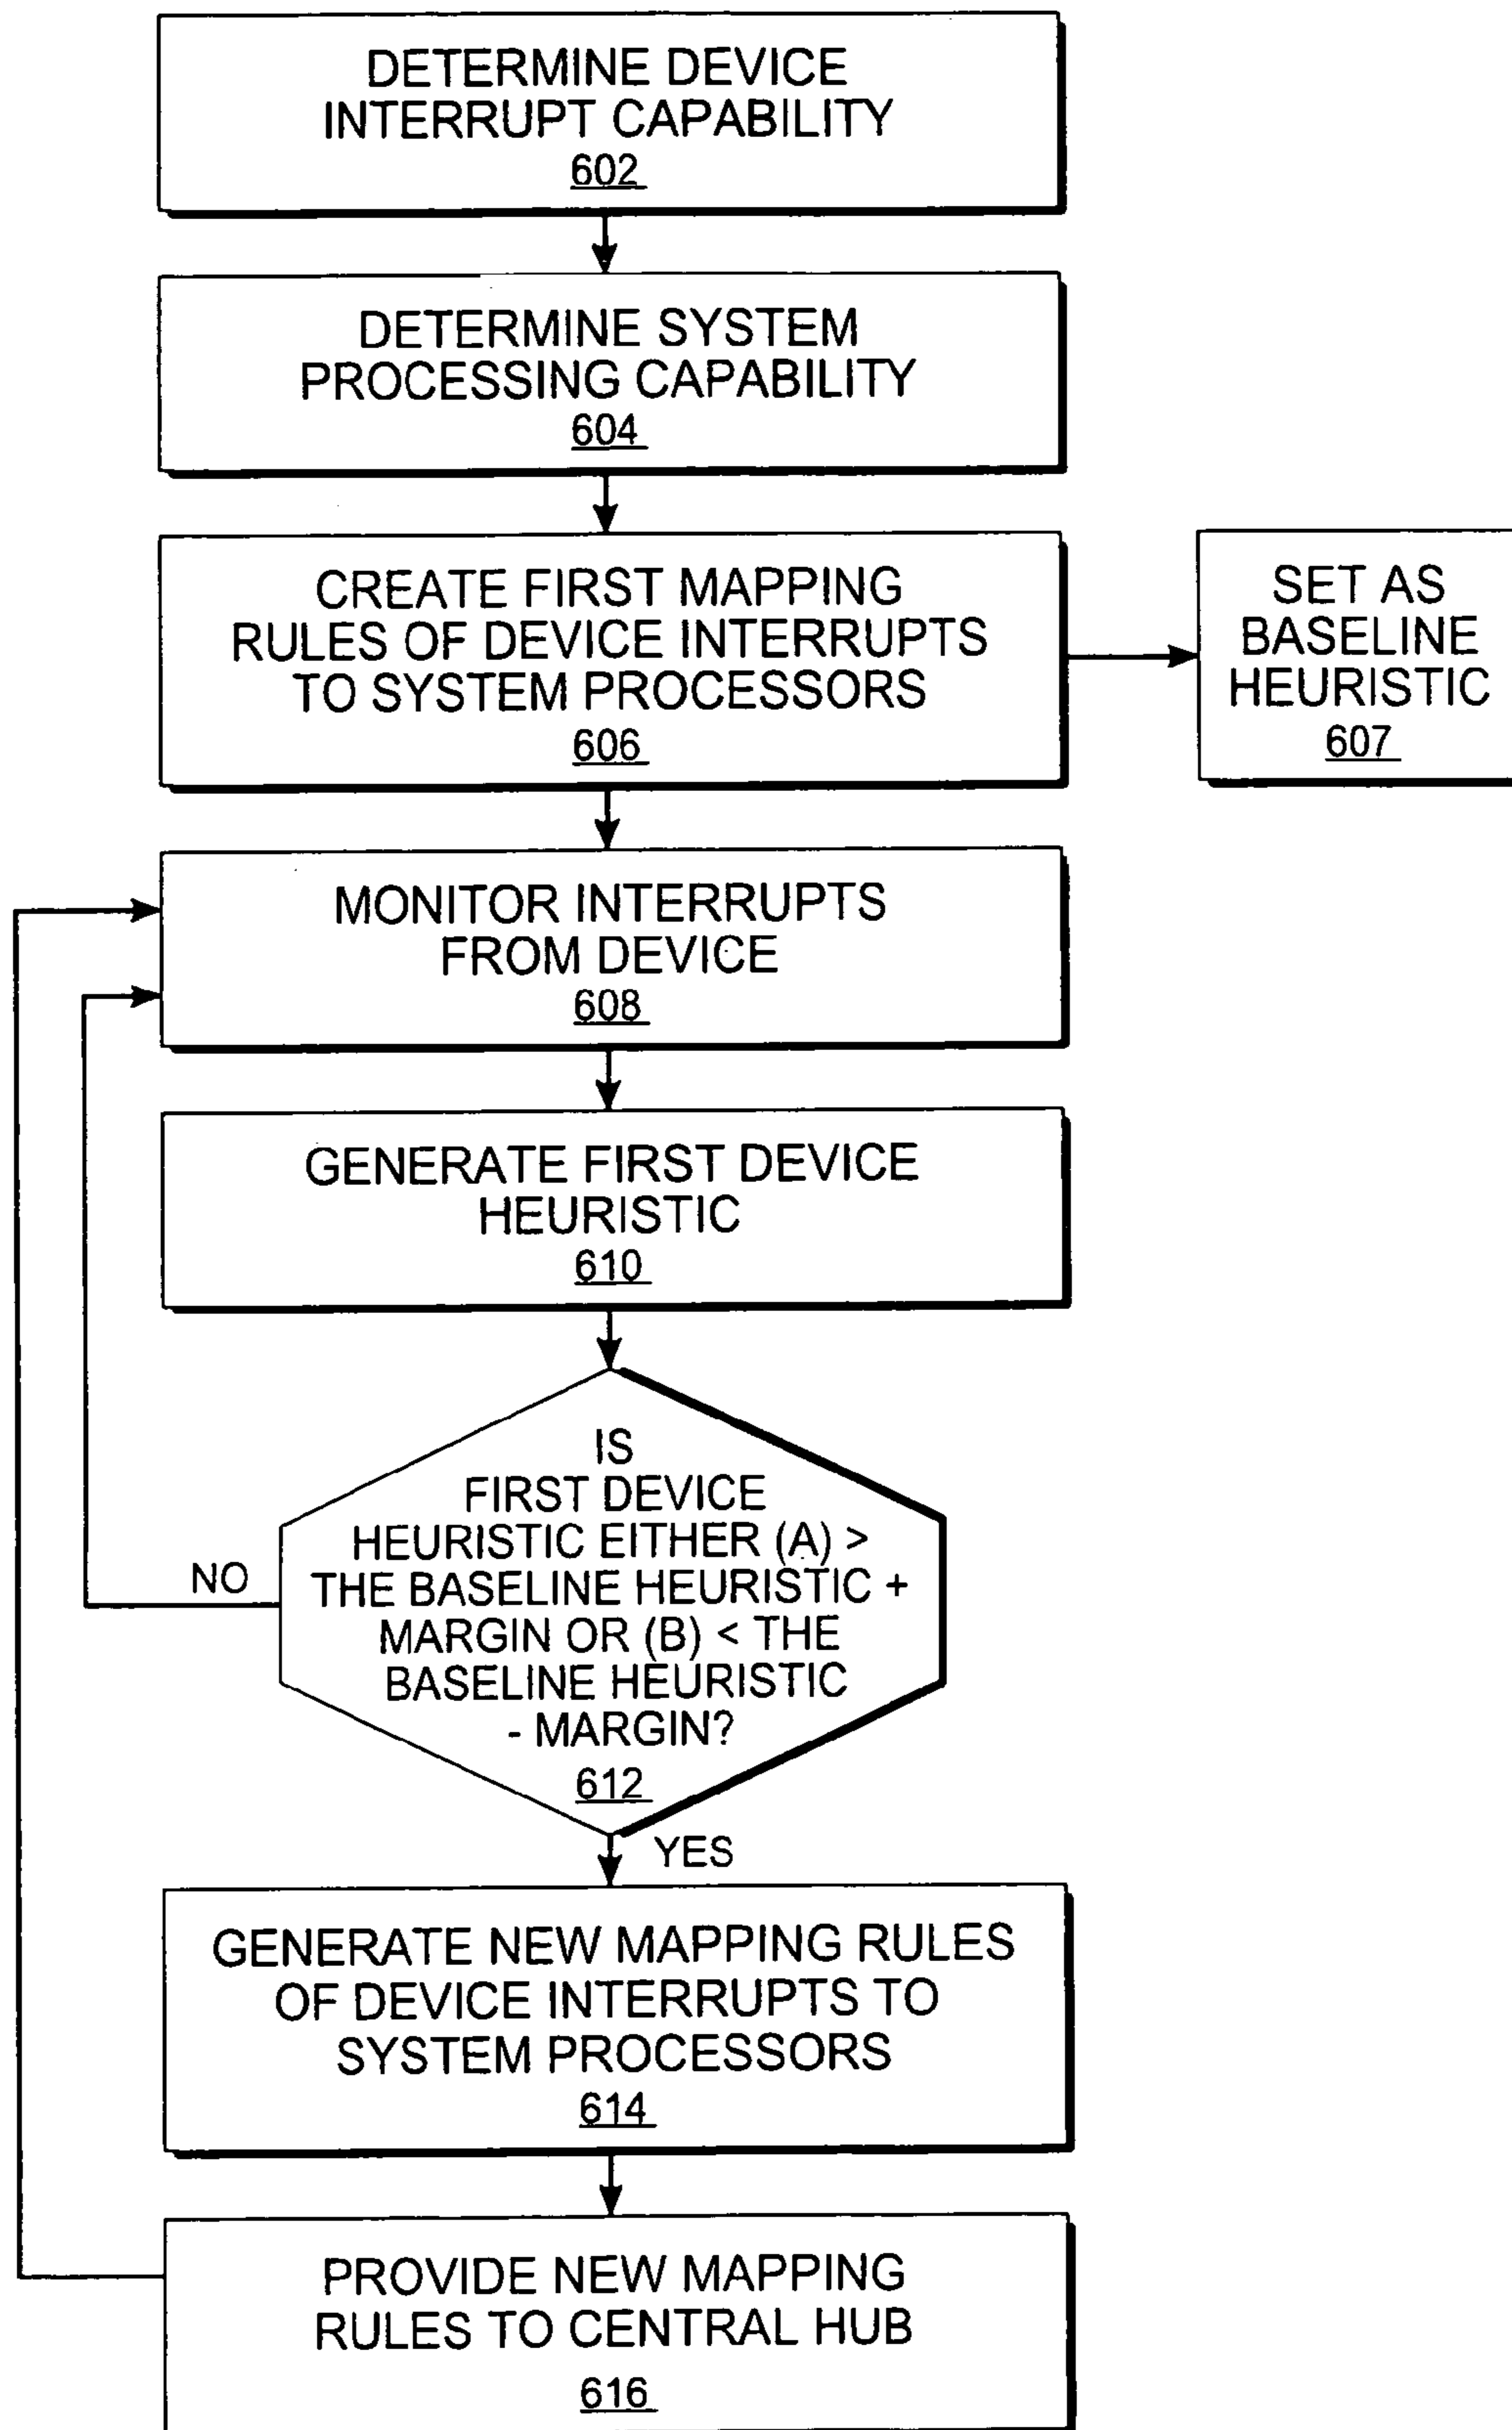 DETERMINE DEVICE
INTERRUPT CAPABILITY
602
DETERMINE SYSTEM
PROCESSING CAPABILITY
604
CREATE FIRST MAPPING
RULES OF DEVICE INTERRUPTS
TO SYSTEM PROCESSORS
606
SET AS
BASELINE
HEURISTIC
607
MONITOR INTERRUPTS
FROM DEVICE
608
GENERATE FIRST DEVICE
HEURISTIC
610
IS
FIRST DEVICE
HEURISTIC EITHER (A) >
THE BASELINE HEURISTIC +
MARGIN OR (B) < THE
BASELINE HEURISTIC
- MARGIN?
612
NO
YES
GENERATE NEW MAPPING RULES
OF DEVICE INTERRUPTS TO
SYSTEM PROCESSORS
614
PROVIDE NEW MAPPING
RULES TO CENTRAL HUB
616